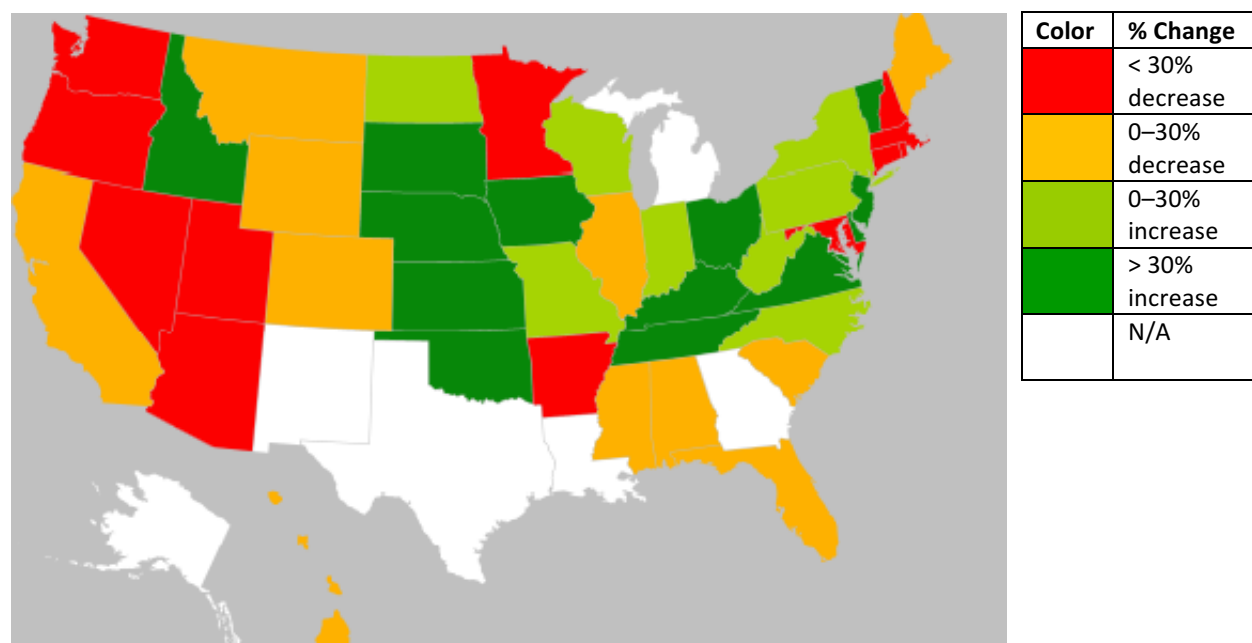 Color % Change
< 30%
decrease
0–30%
decrease
0–30%
increase
> 30%
increase
N/A